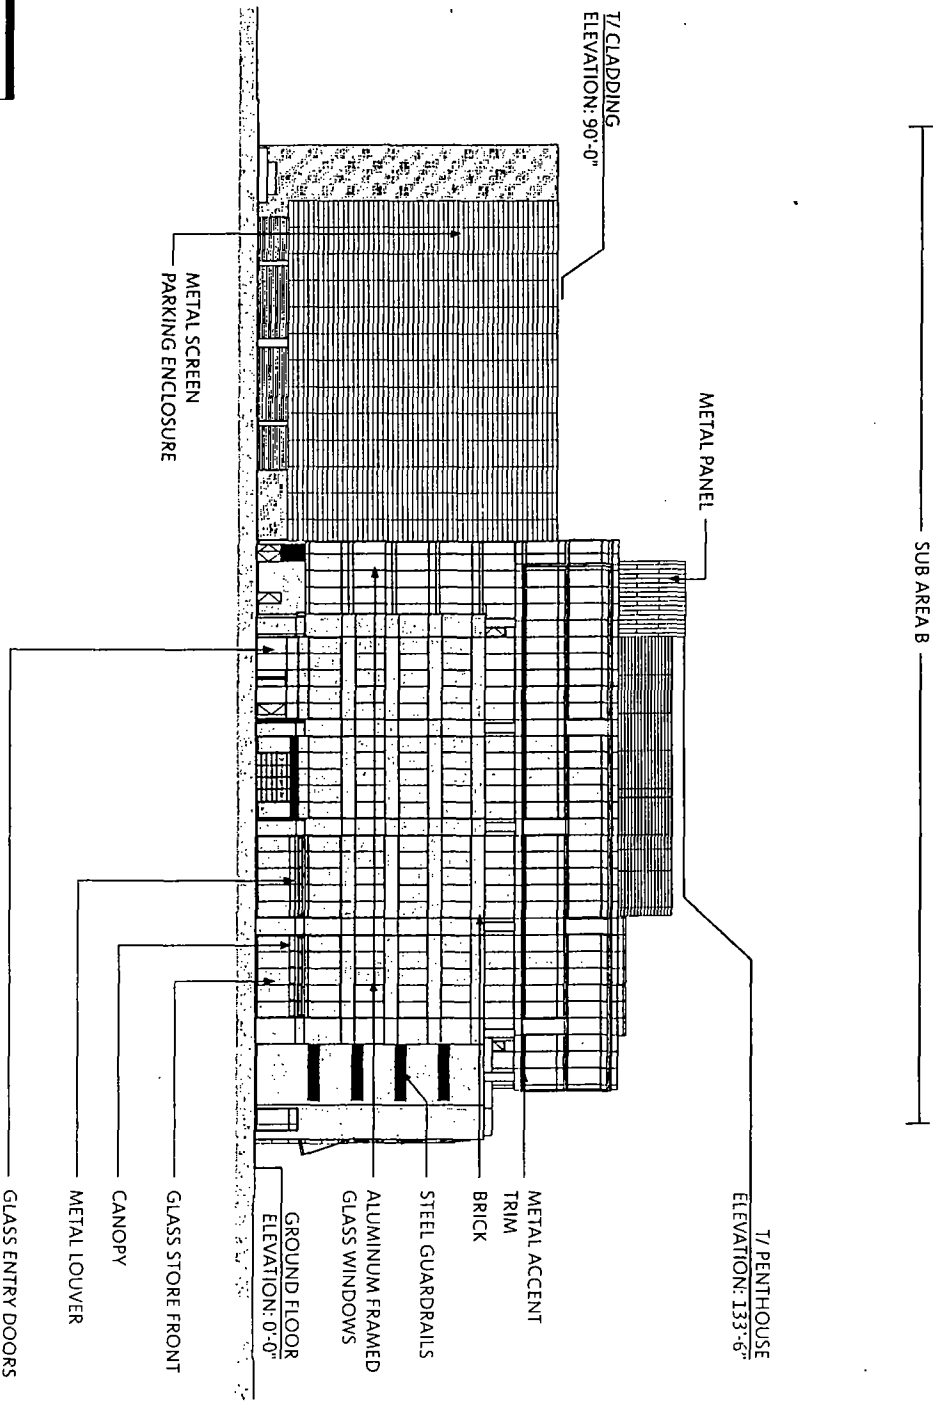 SUB AREA B
T/ PENTHOUSE
ELEVATION: 133'-6"
METAL PANEL
T/ CLADDING
ELEVATION: 90'-0"
METAL ACCENT
TRIM
BRICK
STEEL GUARDRAILS
ALUMINUM FRAMED
GLASS WINDOWS
GROUND FLOOR
ELEVATION: 0'-0"
METAL SCREEN
PARKING ENCLOSURE
GLASS STORE FRONT
CANOPY
METAL LOUVER
GLASS ENTRY DOORS